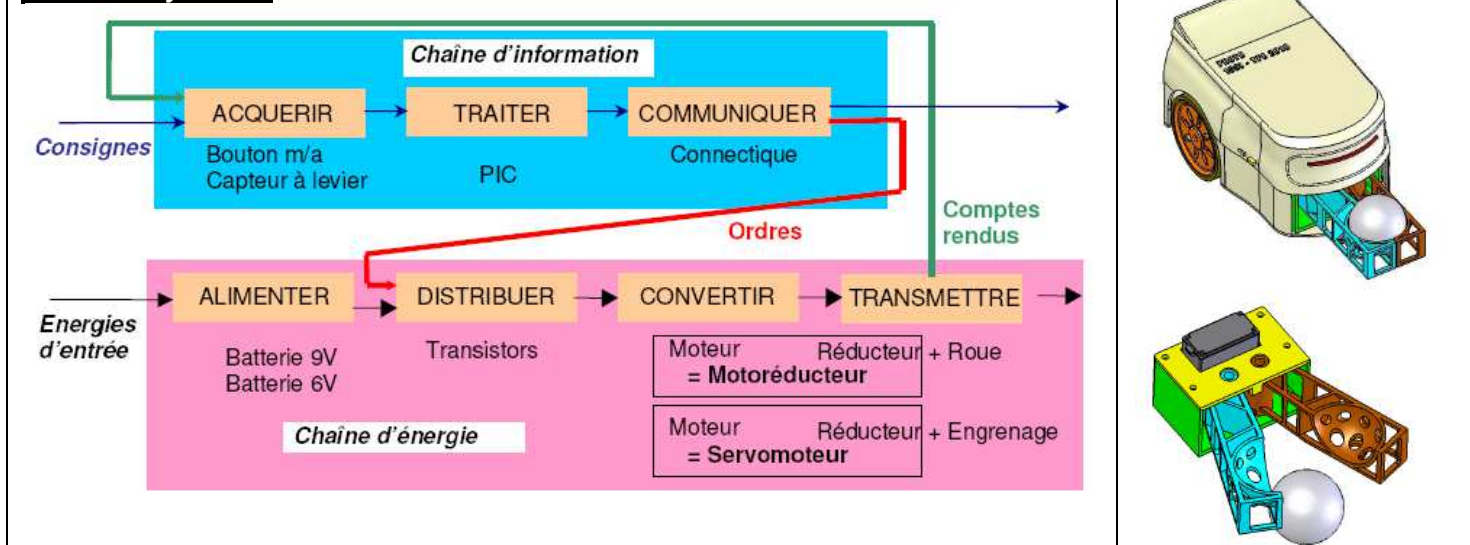 Chaîne d'information
ACQUERIR
TRAITER
COMMUNIQUER
Consignes
Bouton m/a
Capteur à levier
PIC
Connectique
Ordres
Comptes
rendus
ALIMENTER
DISTRIBUER
CONVERTIR
TRANSMETTRE
Energies
d'entrée
Batterie 9V
Batterie 6V
Transistors
Moteur Réducteur + Roue
= Motoréducteur
Moteur Réducteur + Engrenage
= Servomoteur
Chaîne d'énergie